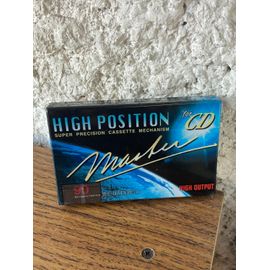 HIGH POSITION
for CD
SUPER PRECISION CASSETTE MECHANISM
Master
90
HIGH OUTPUT